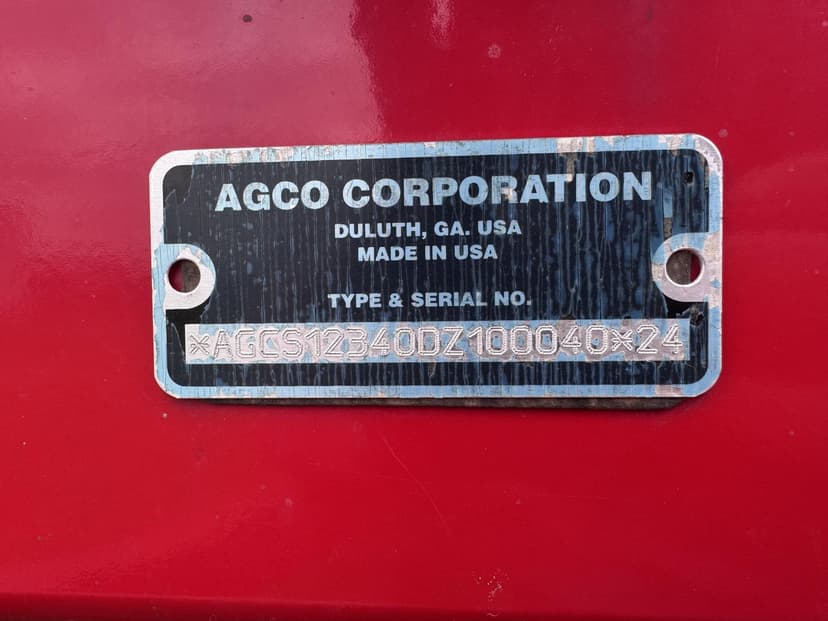 AGCO CORPORATION
DULUTH, GA. USA
MADE IN USA
TYPE & SERIAL NO.
*AGCS12340DZ100040*24